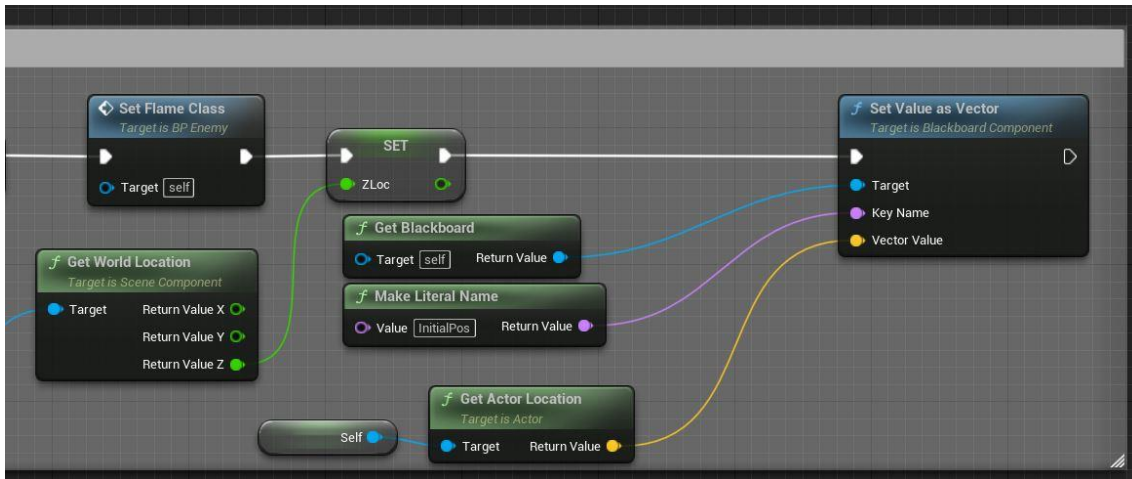 Set Flame Class
Target is BP Enemy
Target self
SET
ZLoc
Set Value as Vector
Target is Blackboard Component
Target
Key Name
Vector Value
Get Blackboard
Target self Return Value
Get World Location
Target is Scene Component
Target Return Value X
Return Value Y
Return Value Z
Make Literal Name
Value InitialPos Return Value
Get Actor Location
Target is Actor
Target Return Value
Self